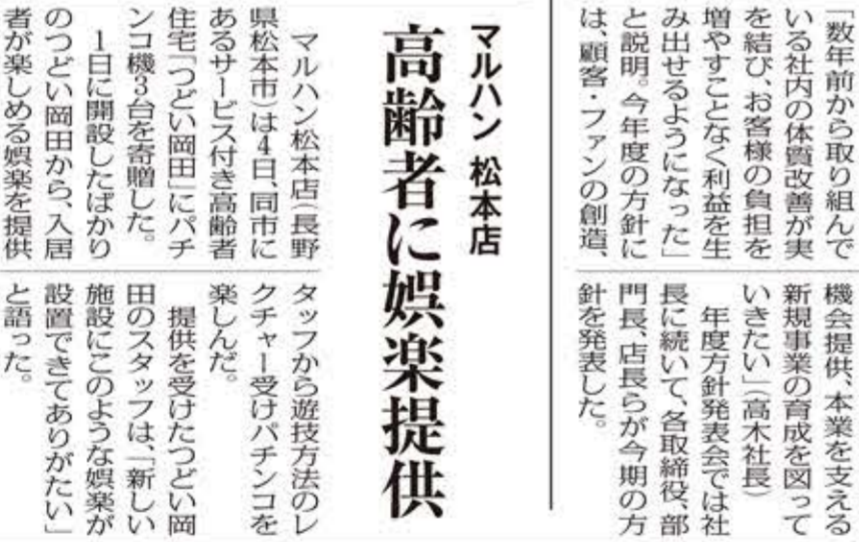 「数年前から取り組んで
いる社内の体質改善が実
を結び、お客様の負担を
増やすことなく利益を生
み出せるようになった」
と説明。今年度の方針に
は、顧客・ファンの創造、
機会提供、本業を支える
新規事業の育成を図って
いきたい」(高木社長)
年度方針発表会では社
長に続いて、各取締役、部
門長、店長らが今期の方
針を発表した。
マルハン 松本店
高齢者に娯楽提供
マルハン松本店(長野
県松本市)は4日、同市に
あるサービス付き高齢者
住宅「つどい岡田」にパチ
ンコ機3台を寄贈した。
1日に開設したばかり
のつどい岡田から、入居
者が楽しめる娯楽を提供
タッフから遊技方法のレ
クチャー受けパチンコを
楽しんだ。
提供を受けたつどい岡
田のスタッフは、「新しい
施設にこのような娯楽が
設置できてありがたい」
と語った。